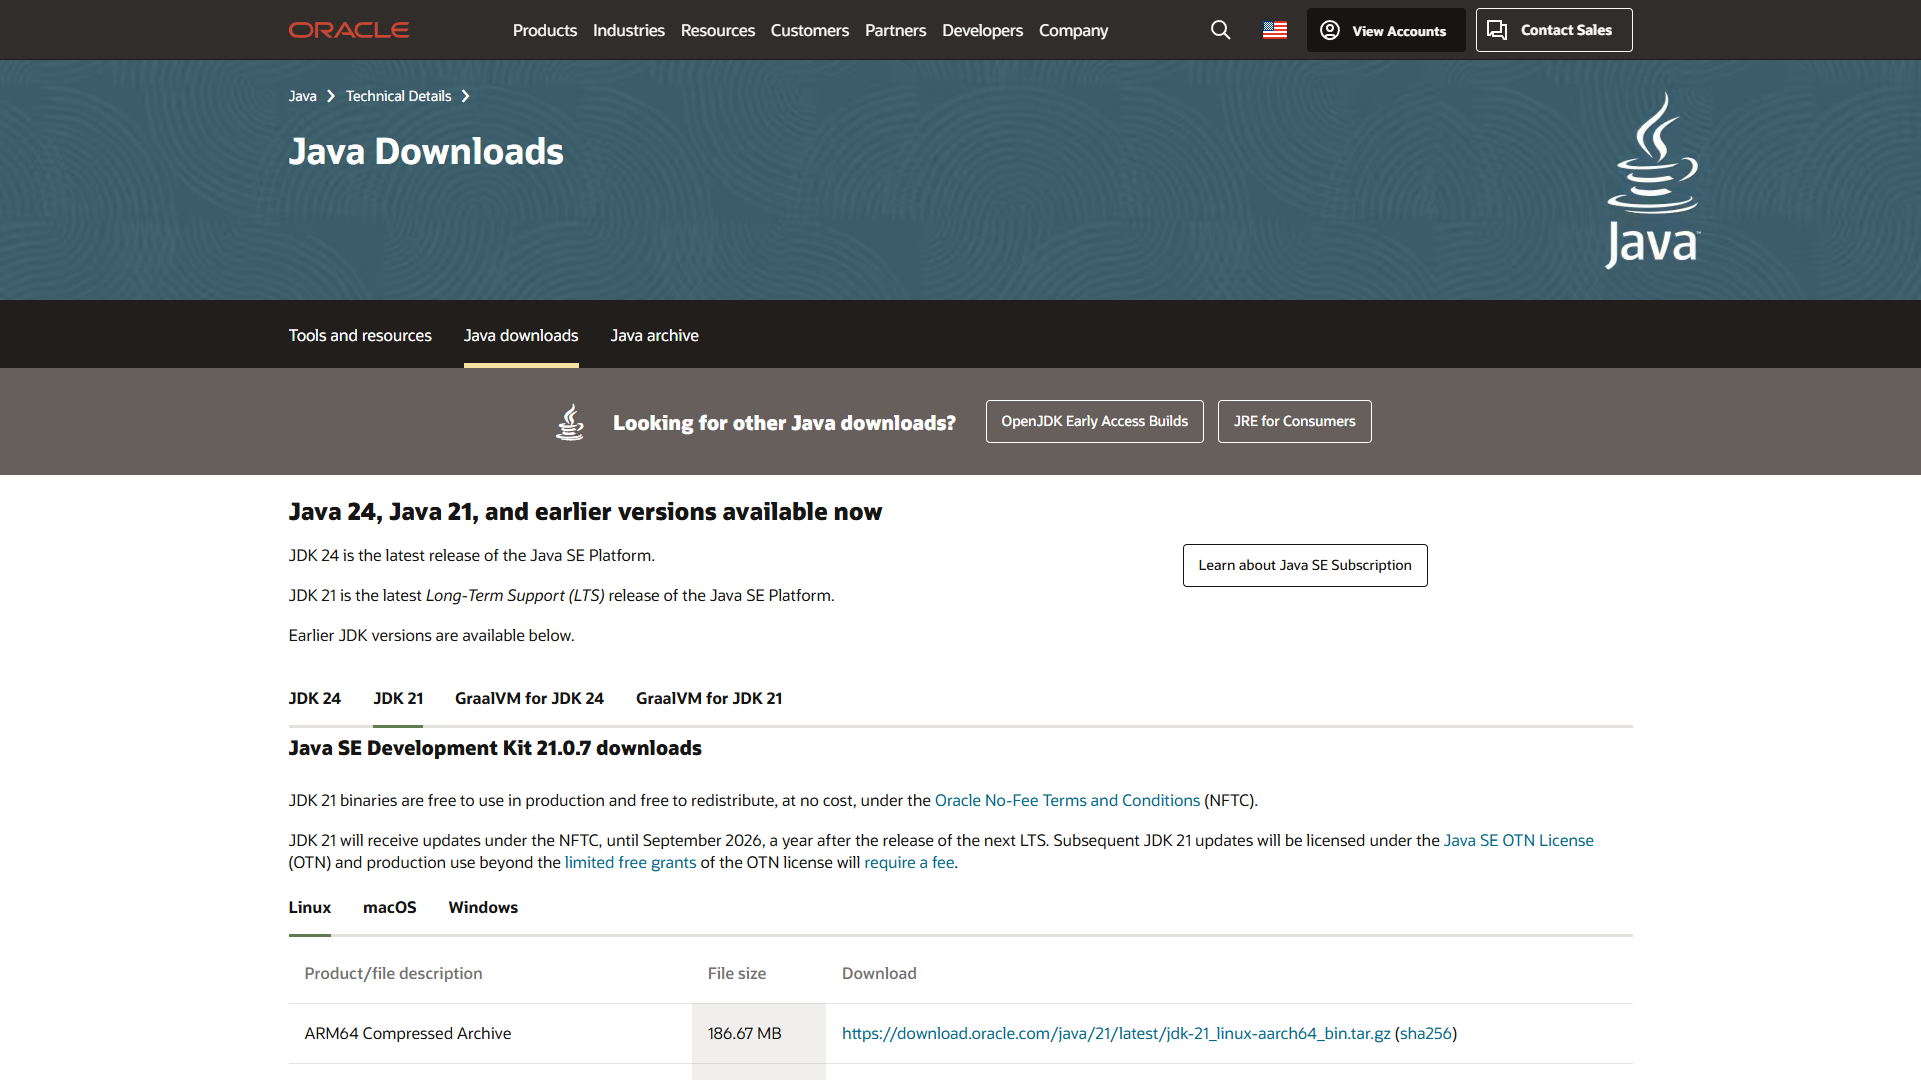 ORACLE Products Industries Resources Customers Partners Developers Company View Accounts Contact Sales
Java Technical Details
Java Downloads
Java™
Tools and resources Java downloads Java archive
Looking for other Java downloads? OpenJDK Early Access Builds JRE for Consumers
Java 24, Java 21, and earlier versions available now
JDK 24 is the latest release of the Java SE Platform.
Learn about Java SE Subscription
JDK 21 is the latest Long-Term Support (LTS) release of the Java SE Platform.
Earlier JDK versions are available below.
JDK 24 JDK 21 GraalVM for JDK 24 GraalVM for JDK 21
Java SE Development Kit 21.0.7 downloads
JDK 21 binaries are free to use in production and free to redistribute, at no cost, under the Oracle No-Fee Terms and Conditions (NFTC).
JDK 21 will receive updates under the NFTC, until September 2026, a year after the release of the next LTS. Subsequent JDK 21 updates will be licensed under the Java SE OTN License
(OTN) and production use beyond the limited free grants of the OTN license will require a fee.
Linux macOS Windows
Product/file description File size Download
ARM64 Compressed Archive 186.67 MB https://download.oracle.com/java/21/latest/jdk-21_linux-aarch64_bin.tar.gz (sha256)